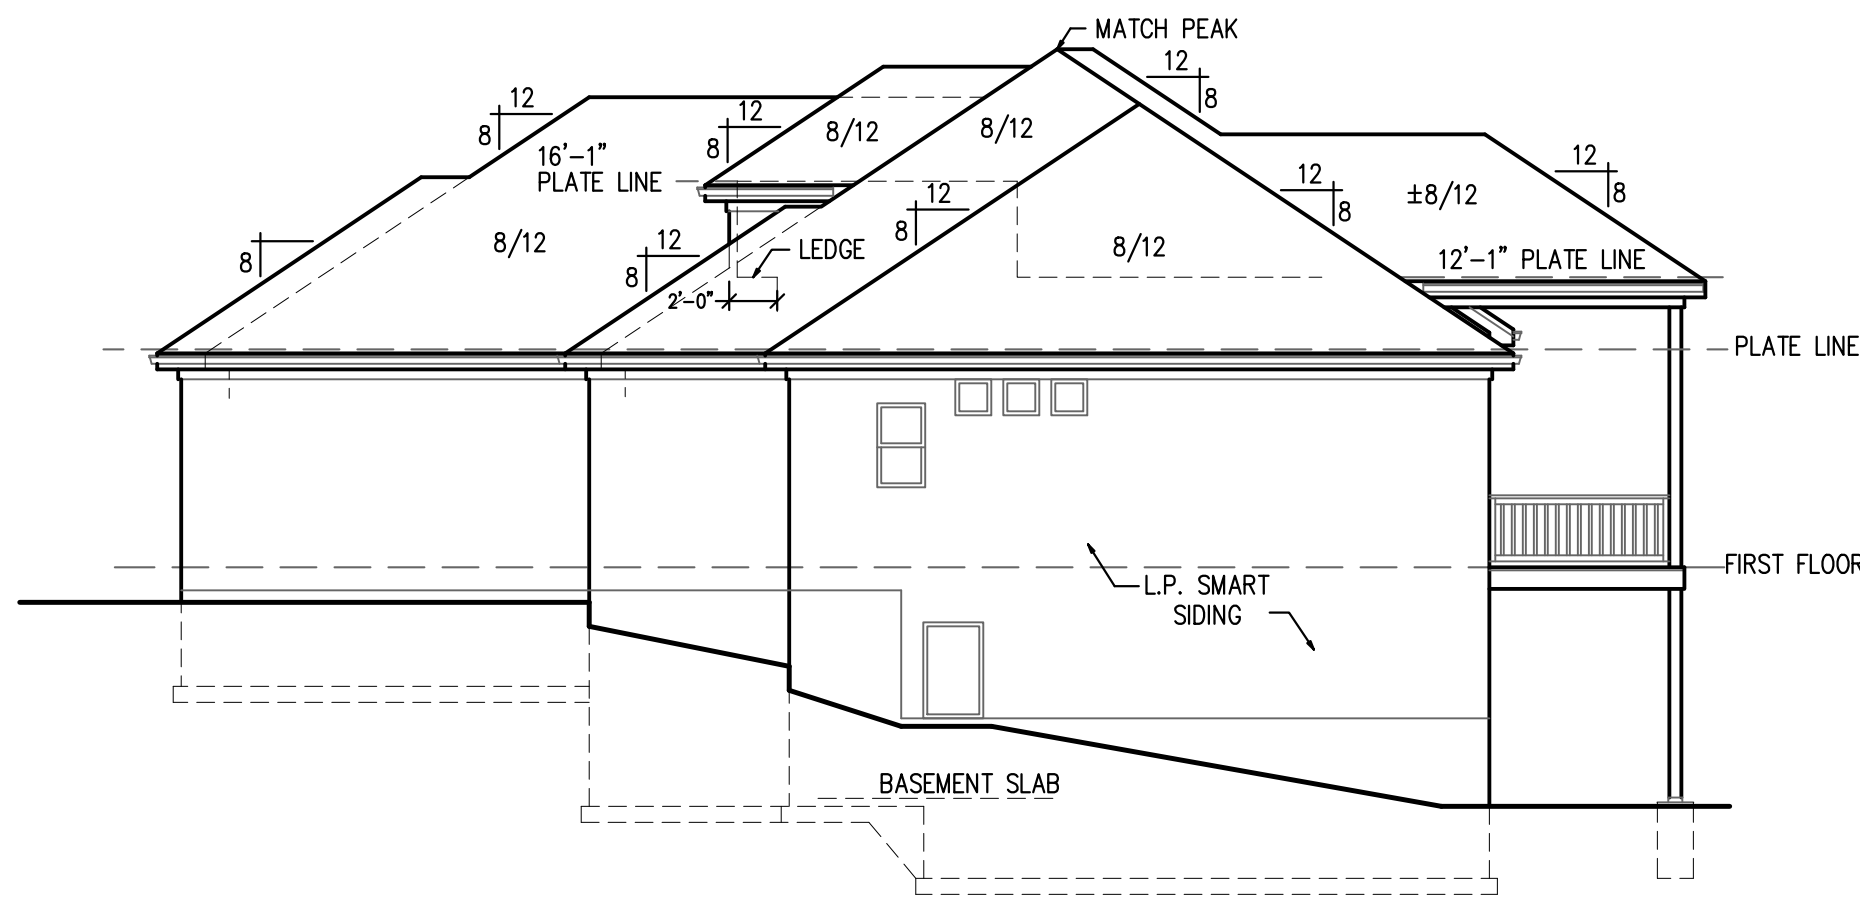 MATCH PEAK
12
8
12
8
12
8
8/12
8/12
16'-1"
PLATE LINE
12
8
12
8
±8/12
12
8
12
8
8/12
12
8
LEDGE
8/12
12'-1" PLATE LINE
2'-0"
PLATE LINE
FIRST FLOOR
L.P. SMART
SIDING
BASEMENT SLAB